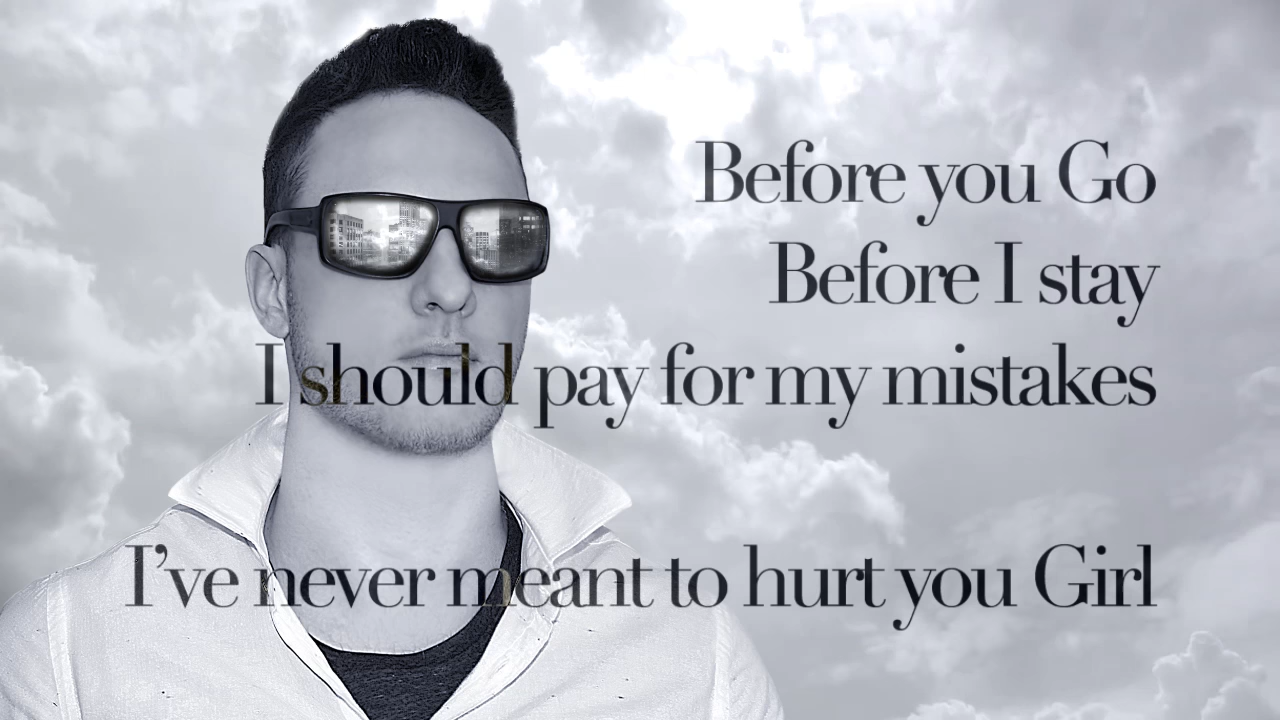 Before you Go
Before I stay
I should pay for my mistakes
I've never meant to hurt you Girl